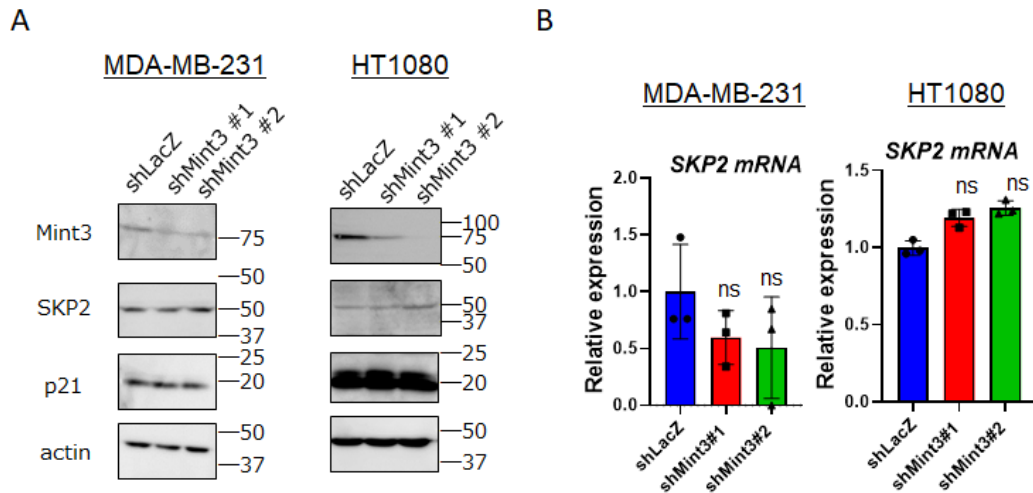 A
MDA-MB-231
HT1080
shLacZ
shMint3 #1
shMint3 #2
shLacZ
shMint3 #1
shMint3 #2
Mint3
75
100
75
50
SKP2
50
50
37
50
37
p21
25
20
25
20
actin
50
37
50
37
B
MDA-MB-231
SKP2 mRNA
Relative expression
2.0
1.5
1.0
0.5
0.0
ns
ns
shLacZ
shMint3#1
shMint3#2
HT1080
SKP2 mRNA
Relative expression
1.5
1.0
0.5
0.0
ns
ns
shLacZ
shMint3#1
shMint3#2